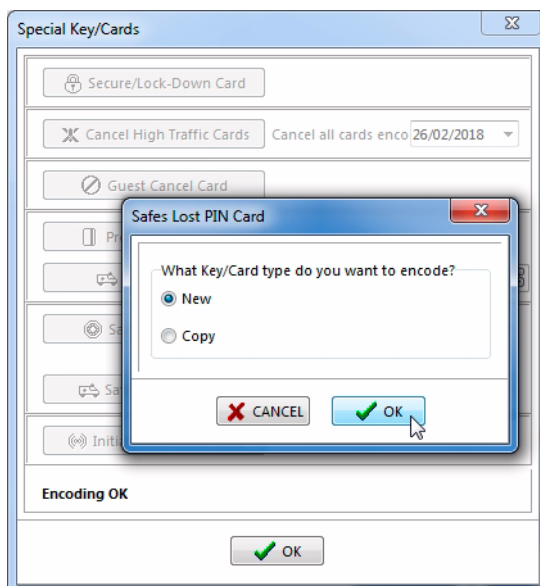 Special Key/Cards
Secure/Lock-Down Card
Cancel High Traffic Cards Cancel all cards enco 26/02/2018
Guest Cancel Card
Safes Lost PIN Card
What Key/Card type do you want to encode?
New
Copy
CANCEL OK
Encoding OK
OK